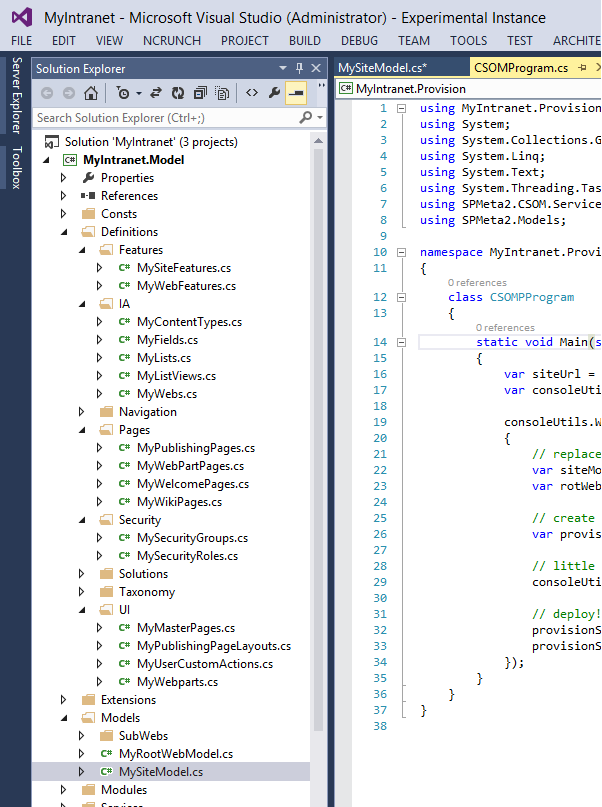 MyIntranet - Microsoft Visual Studio (Administrator) - Experimental Instance
FILE EDIT VIEW NCRUNCH PROJECT BUILD DEBUG TEAM TOOLS TEST ARCHITE
Server Explorer
Toolbox
Solution Explorer
Search Solution Explorer (Ctrl+;)
Solution 'MyIntranet' (3 projects)
C# MyIntranet.Model
Properties
References
Consts
Definitions
Features
C# MySiteFeatures.cs
C# MyWebFeatures.cs
IA
C# MyContentTypes.cs
C# MyFields.cs
C# MyLists.cs
C# MyListViews.cs
C# MyWebs.cs
Navigation
Pages
C# MyPublishingPages.cs
C# MyWebPartPages.cs
C# MyWelcomePages.cs
C# MyWikiPages.cs
Security
C# MySecurityGroups.cs
C# MySecurityRoles.cs
Solutions
Taxonomy
UI
C# MyMasterPages.cs
C# MyPublishingPageLayouts.cs
C# MyUserCustomActions.cs
C# MyWebparts.cs
Extensions
Models
SubWebs
C# MyRootWebModel.cs
C# MySiteModel.cs
Modules
MySiteModel.cs* CSOMProgram.cs
C# MyIntranet.Provision
1 using MyIntranet.Provision
2 using System;
3 using System.Collections.G
4 using System.Linq;
5 using System.Text;
6 using System.Threading.Tas
7 using SPMeta2.CSOM.Service
8 using SPMeta2.Models;
9
10 namespace MyIntranet.Provi
11 {
0 references
12 class CSOMPProgram
13 {
0 references
14 static void Main(s
15 {
16 var siteUrl =
17 var consoleUti
18
19 consoleUtils.W
20 {
21 // replace
22 var siteMo
23 var rotWeb
24
25 // create
26 var provis
27
28 // little
29 consoleUti
30
31 // deploy!
32 provisionS
33 provisionS
34 });
35 }
36 }
37 }
38